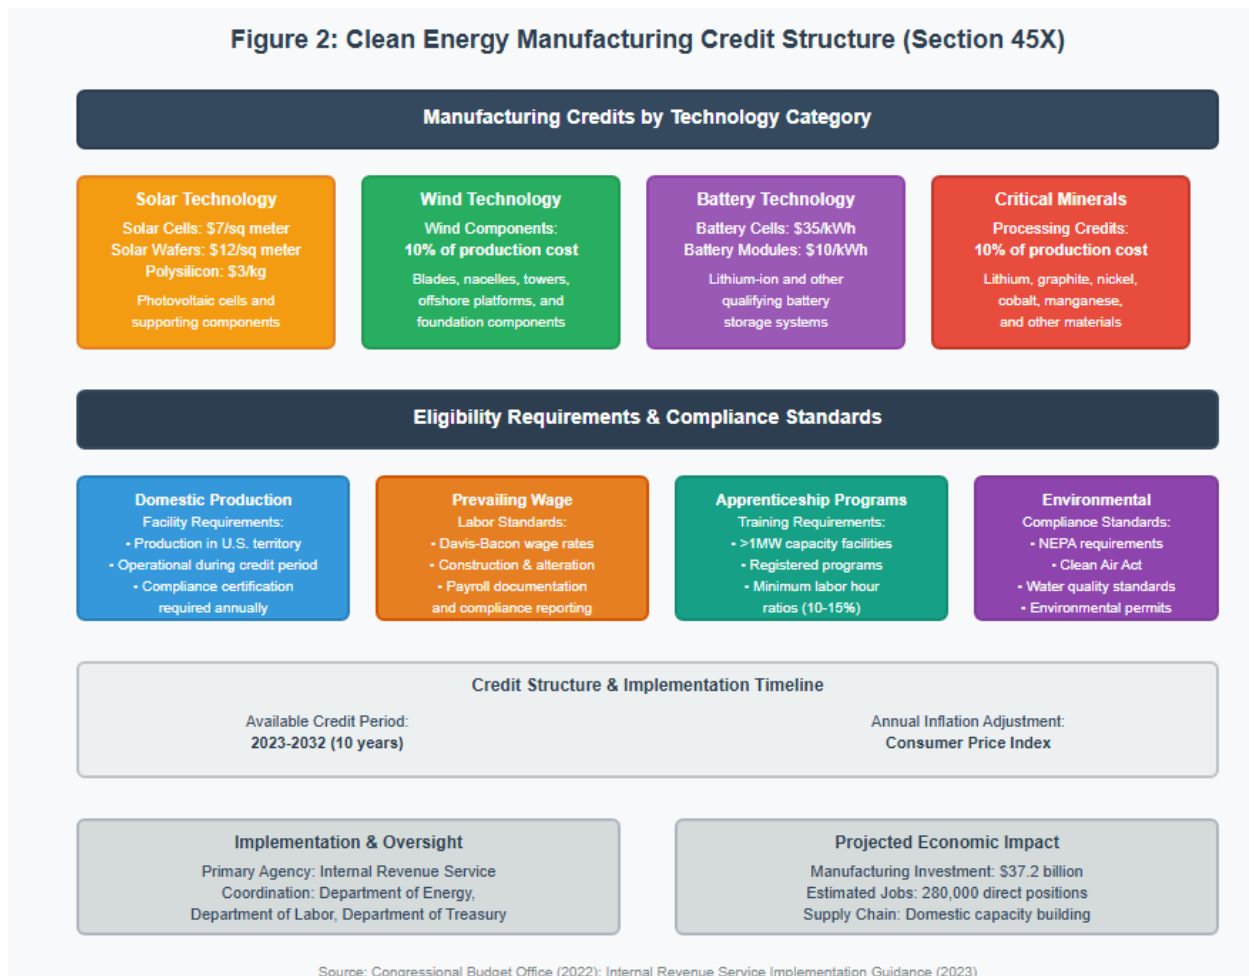 Figure 2: Clean Energy Manufacturing Credit Structure (Section 45X)
Manufacturing Credits by Technology Category
Solar Technology
Solar Cells: $7/sq meter
Solar Wafers: $12/sq meter
Polysilicon: $3/kg
Photovoltaic cells and
supporting components
Wind Technology
Wind Components:
10% of production cost
Blades, nacelles, towers,
offshore platforms, and
foundation components
Battery Technology
Battery Cells: $35/kWh
Battery Modules: $10/kWh
Lithium-ion and other
qualifying battery
storage systems
Critical Minerals
Processing Credits:
10% of production cost
Lithium, graphite, nickel,
cobalt, manganese,
and other materials
Eligibility Requirements & Compliance Standards
Domestic Production
Facility Requirements:
• Production in U.S. territory
• Operational during credit period
• Compliance certification
required annually
Prevailing Wage
Labor Standards:
• Davis-Bacon wage rates
• Construction & alteration
• Payroll documentation
and compliance reporting
Apprenticeship Programs
Training Requirements:
• >1MW capacity facilities
• Registered programs
• Minimum labor hour
ratios (10-15%)
Environmental
Compliance Standards:
• NEPA requirements
• Clean Air Act
• Water quality standards
• Environmental permits
Credit Structure & Implementation Timeline
Available Credit Period:
2023-2032 (10 years)
Annual Inflation Adjustment:
Consumer Price Index
Implementation & Oversight
Primary Agency: Internal Revenue Service
Coordination: Department of Energy,
Department of Labor, Department of Treasury
Projected Economic Impact
Manufacturing Investment: $37.2 billion
Estimated Jobs: 280,000 direct positions
Supply Chain: Domestic capacity building
Source: Congressional Budget Office (2022); Internal Revenue Service Implementation Guidance (2023)